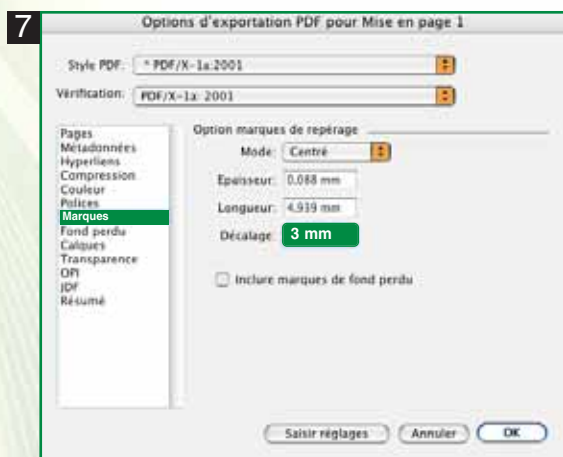 7
Options d'exportation PDF pour Mise en page 1
Style PDF: * PDF/X-1a:2001
Vérification: PDF/X-1a: 2001
Pages
Métadonnées
Hyperliens
Compression
Couleur
Polices
Marques
Fond perdu
Calques
Transparence
OPI
JDF
Résumé
Option marques de repérage
Mode: Centré
Epaisseur: 0.088 mm
Longueur: 4.939 mm
Décalage: 3 mm
Inclure marques de fond perdu
Saisir réglages Annuler OK